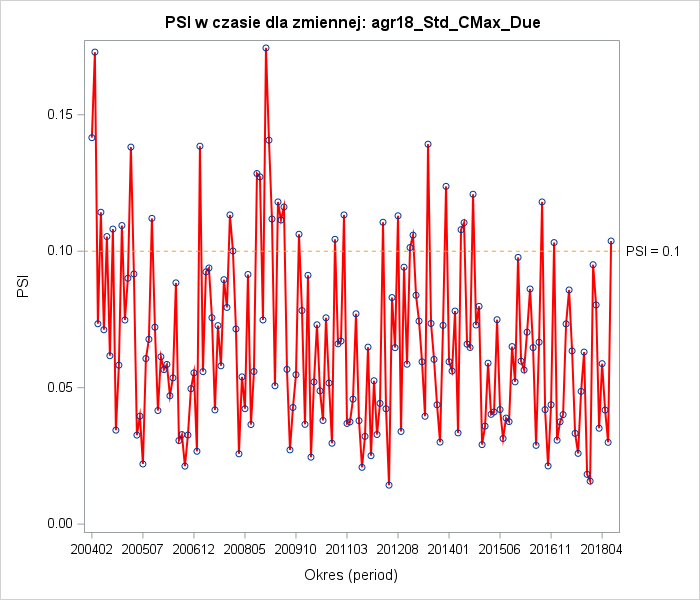 PSI w czasie dla zmiennej: agr18_Std_CMax_Due
0.15
0.10
0.05
0.00
PSI
PSI = 0.1
200402 200507 200612 200805 200910 201103 201208 201401 201506 201611 201804
Okres (period)